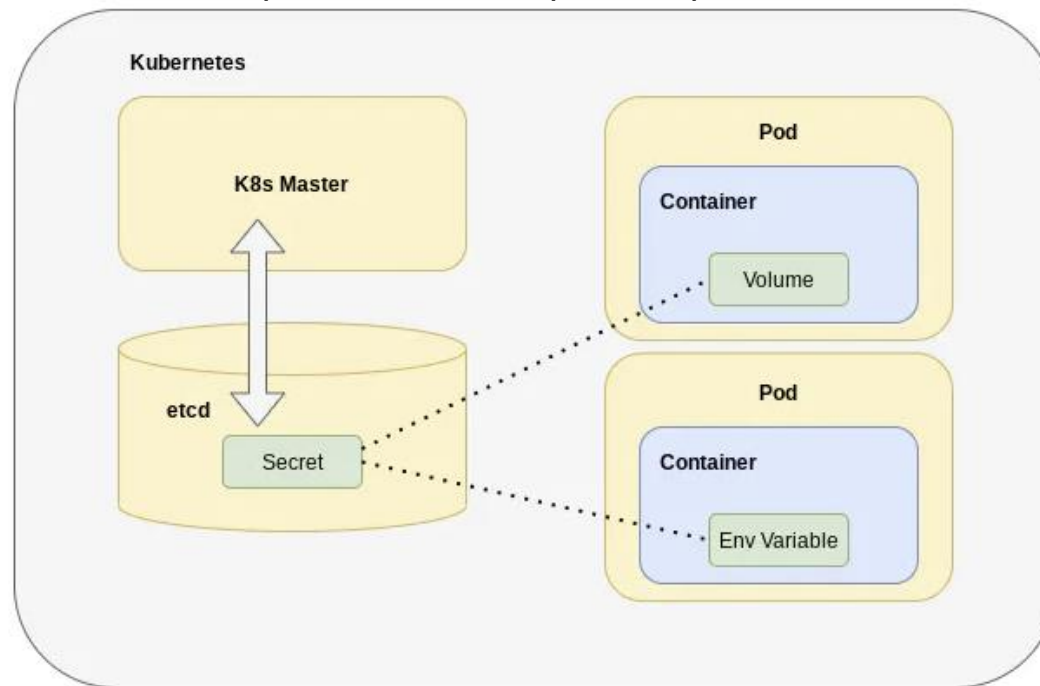 Kubernetes
K8s Master
etcd
Secret
Pod
Container
Volume
Pod
Container
Env Variable